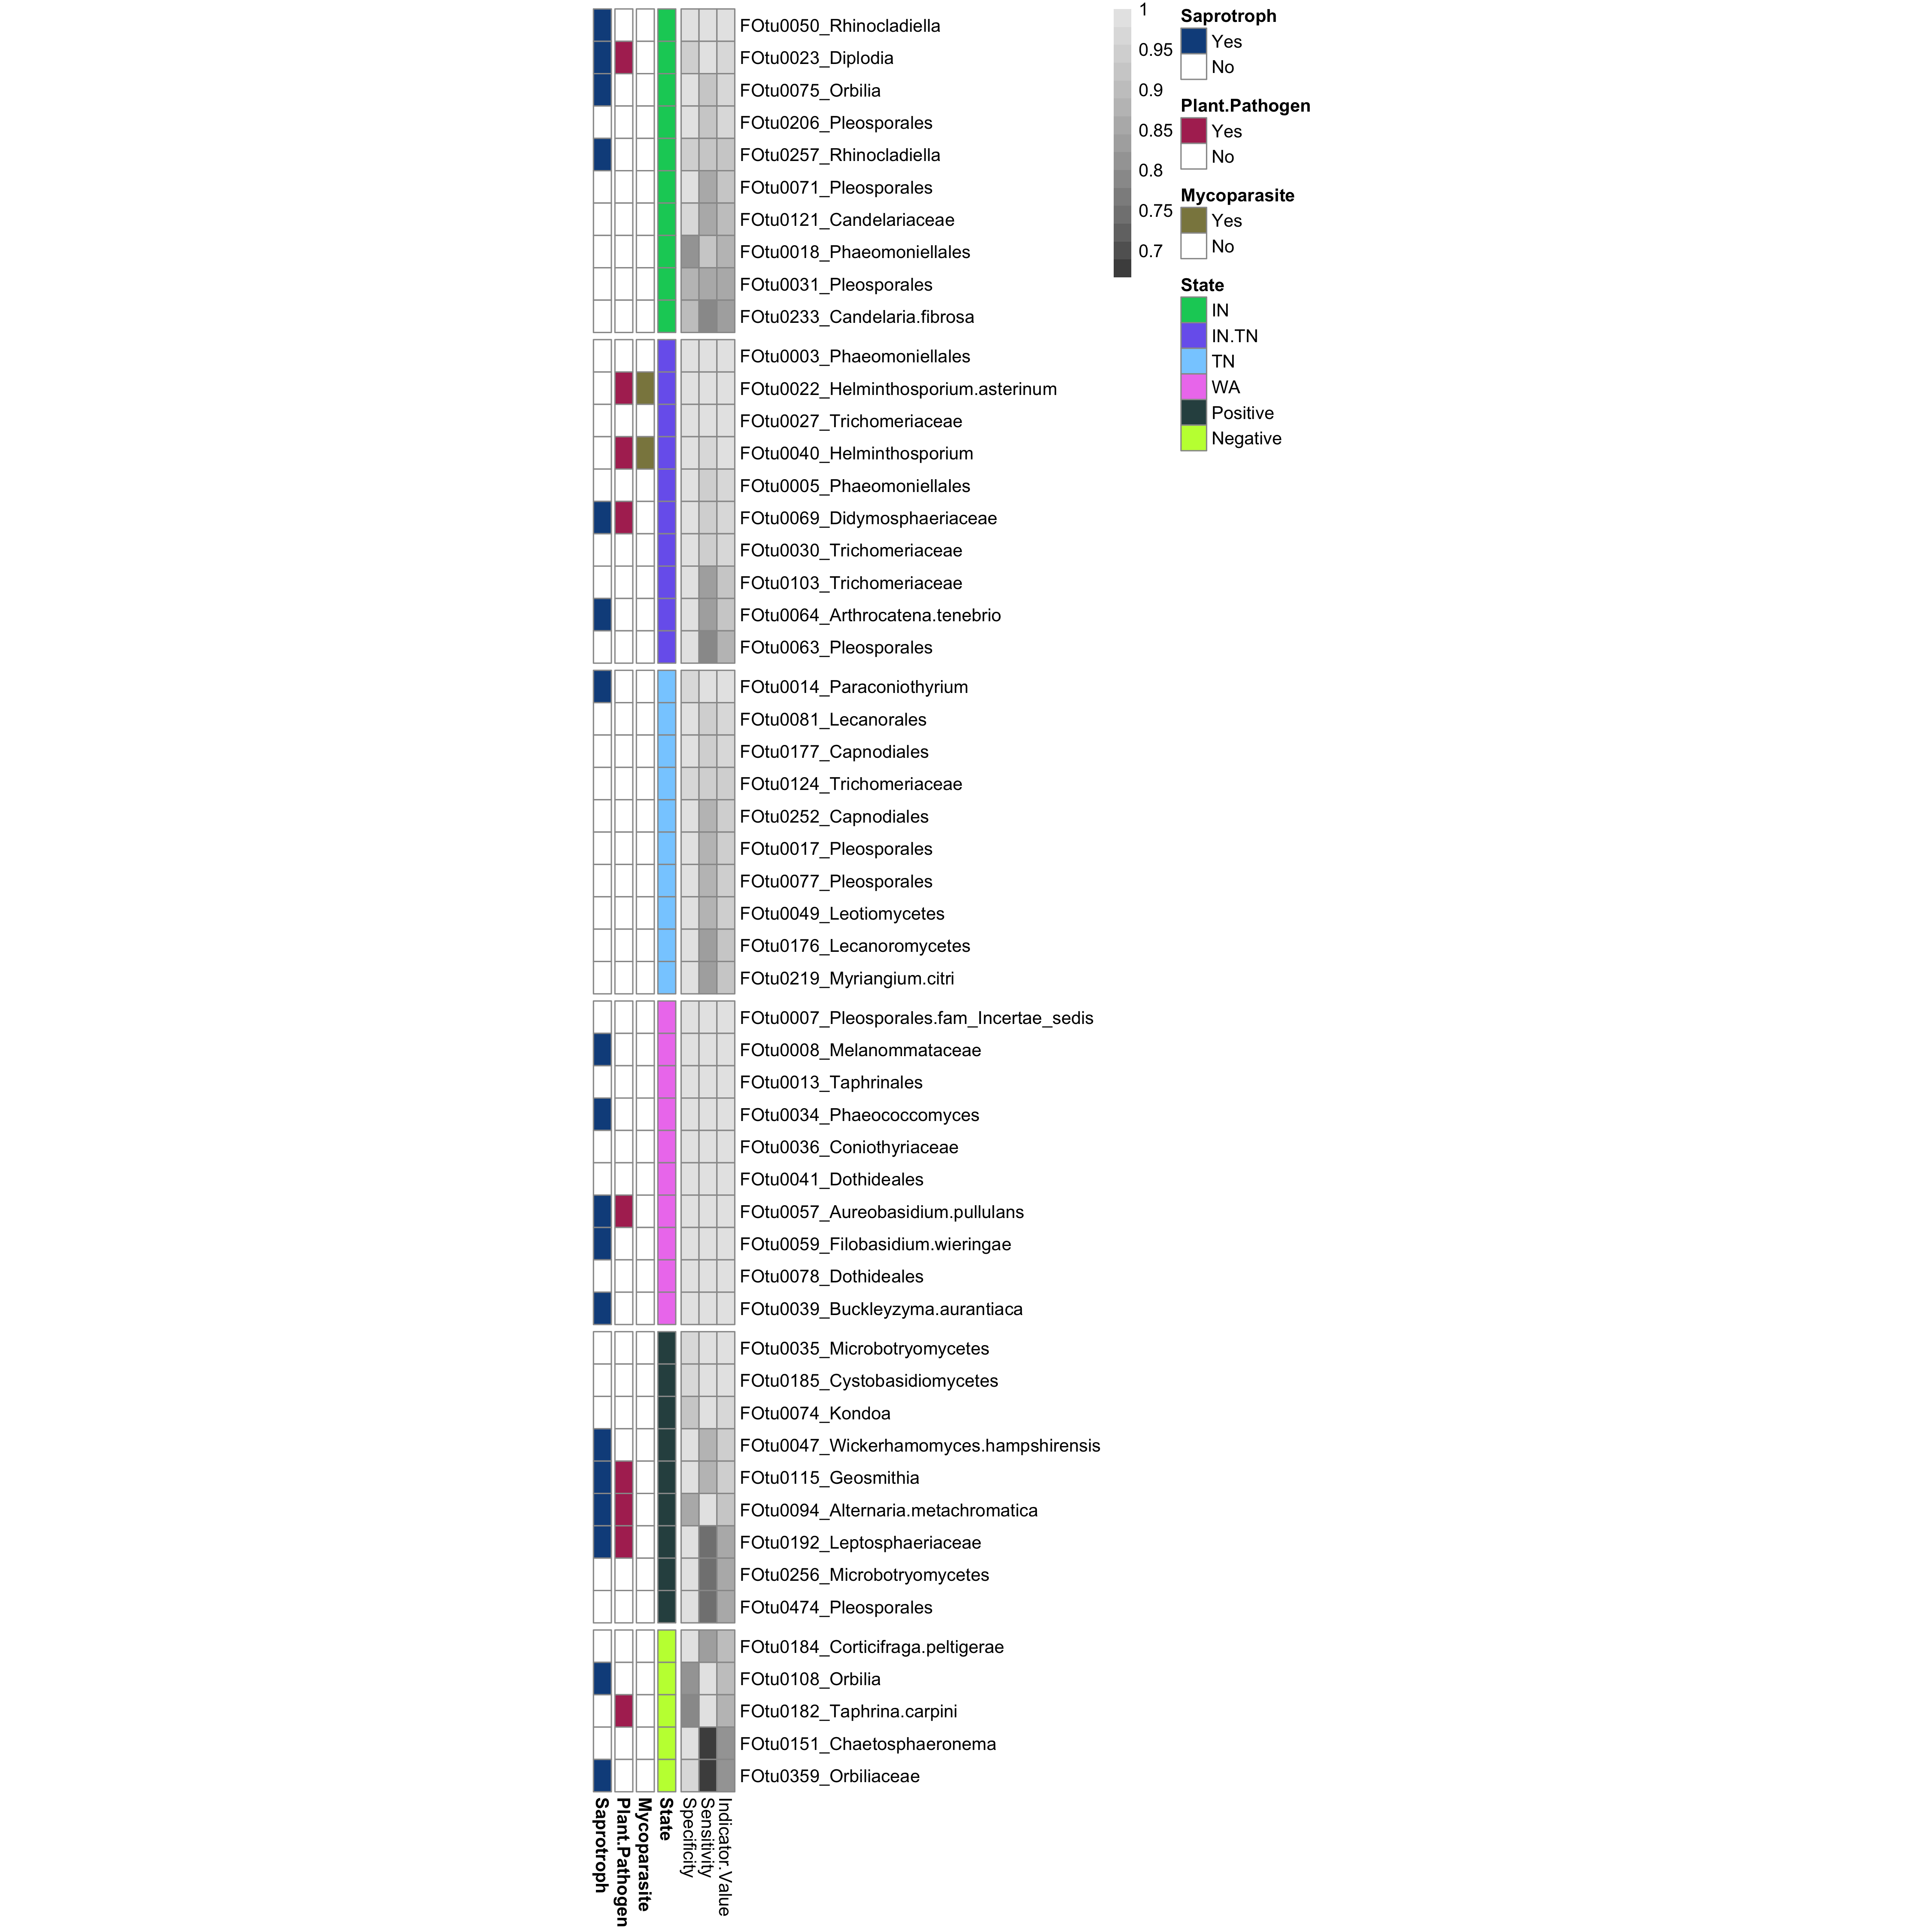 FOtu0050_Rhinocladiella
FOtu0023_Diplodia
FOtu0075_Orbilia
FOtu0206_Pleosporales
FOtu0257_Rhinocladiella
FOtu0071_Pleosporales
FOtu0121_Candelariaceae
FOtu0018_Phaeomoniellales
FOtu0031_Pleosporales
FOtu0233_Candelaria.fibrosa
FOtu0003_Phaeomoniellales
FOtu0022_Helminthosporium.asterinum
FOtu0027_Trichomeriaceae
FOtu0040_Helminthosporium
FOtu0005_Phaeomoniellales
FOtu0069_Didymosphaeriaceae
FOtu0030_Trichomeriaceae
FOtu0103_Trichomeriaceae
FOtu0064_Arthrocatena.tenebrio
FOtu0063_Pleosporales
FOtu0014_Paraconiothyrium
FOtu0081_Lecanorales
FOtu0177_Capnodiales
FOtu0124_Trichomeriaceae
FOtu0252_Capnodiales
FOtu0017_Pleosporales
FOtu0077_Pleosporales
FOtu0049_Leotiomycetes
FOtu0176_Lecanoromycetes
FOtu0219_Myriangium.citri
FOtu0007_Pleosporales.fam_Incertae_sedis
FOtu0008_Melanommataceae
FOtu0013_Taphrinales
FOtu0034_Phaeococcomyces
FOtu0036_Coniothyriaceae
FOtu0041_Dothideales
FOtu0057_Aureobasidium.pullulans
FOtu0059_Filobasidium.wieringae
FOtu0078_Dothideales
FOtu0039_Buckleyzyma.aurantiaca
FOtu0035_Microbotryomycetes
FOtu0185_Cystobasidiomycetes
FOtu0074_Kondoa
FOtu0047_Wickerhamomyces.hampshirensis
FOtu0115_Geosmithia
FOtu0094_Alternaria.metachromatica
FOtu0192_Leptosphaeriaceae
FOtu0256_Microbotryomycetes
FOtu0474_Pleosporales
FOtu0184_Corticifraga.peltigerae
FOtu0108_Orbilia
FOtu0182_Taphrina.carpini
FOtu0151_Chaetosphaeronema
FOtu0359_Orbiliaceae
Saprotroph
Plant.Pathogen
Mycoparasite
State
Specificity
Sensitivity
Indicator.Value
1
0.95
0.9
0.85
0.8
0.75
0.7
Saprotroph
Yes
No
Plant.Pathogen
Yes
No
Mycoparasite
Yes
No
State
IN
IN.TN
TN
WA
Positive
Negative